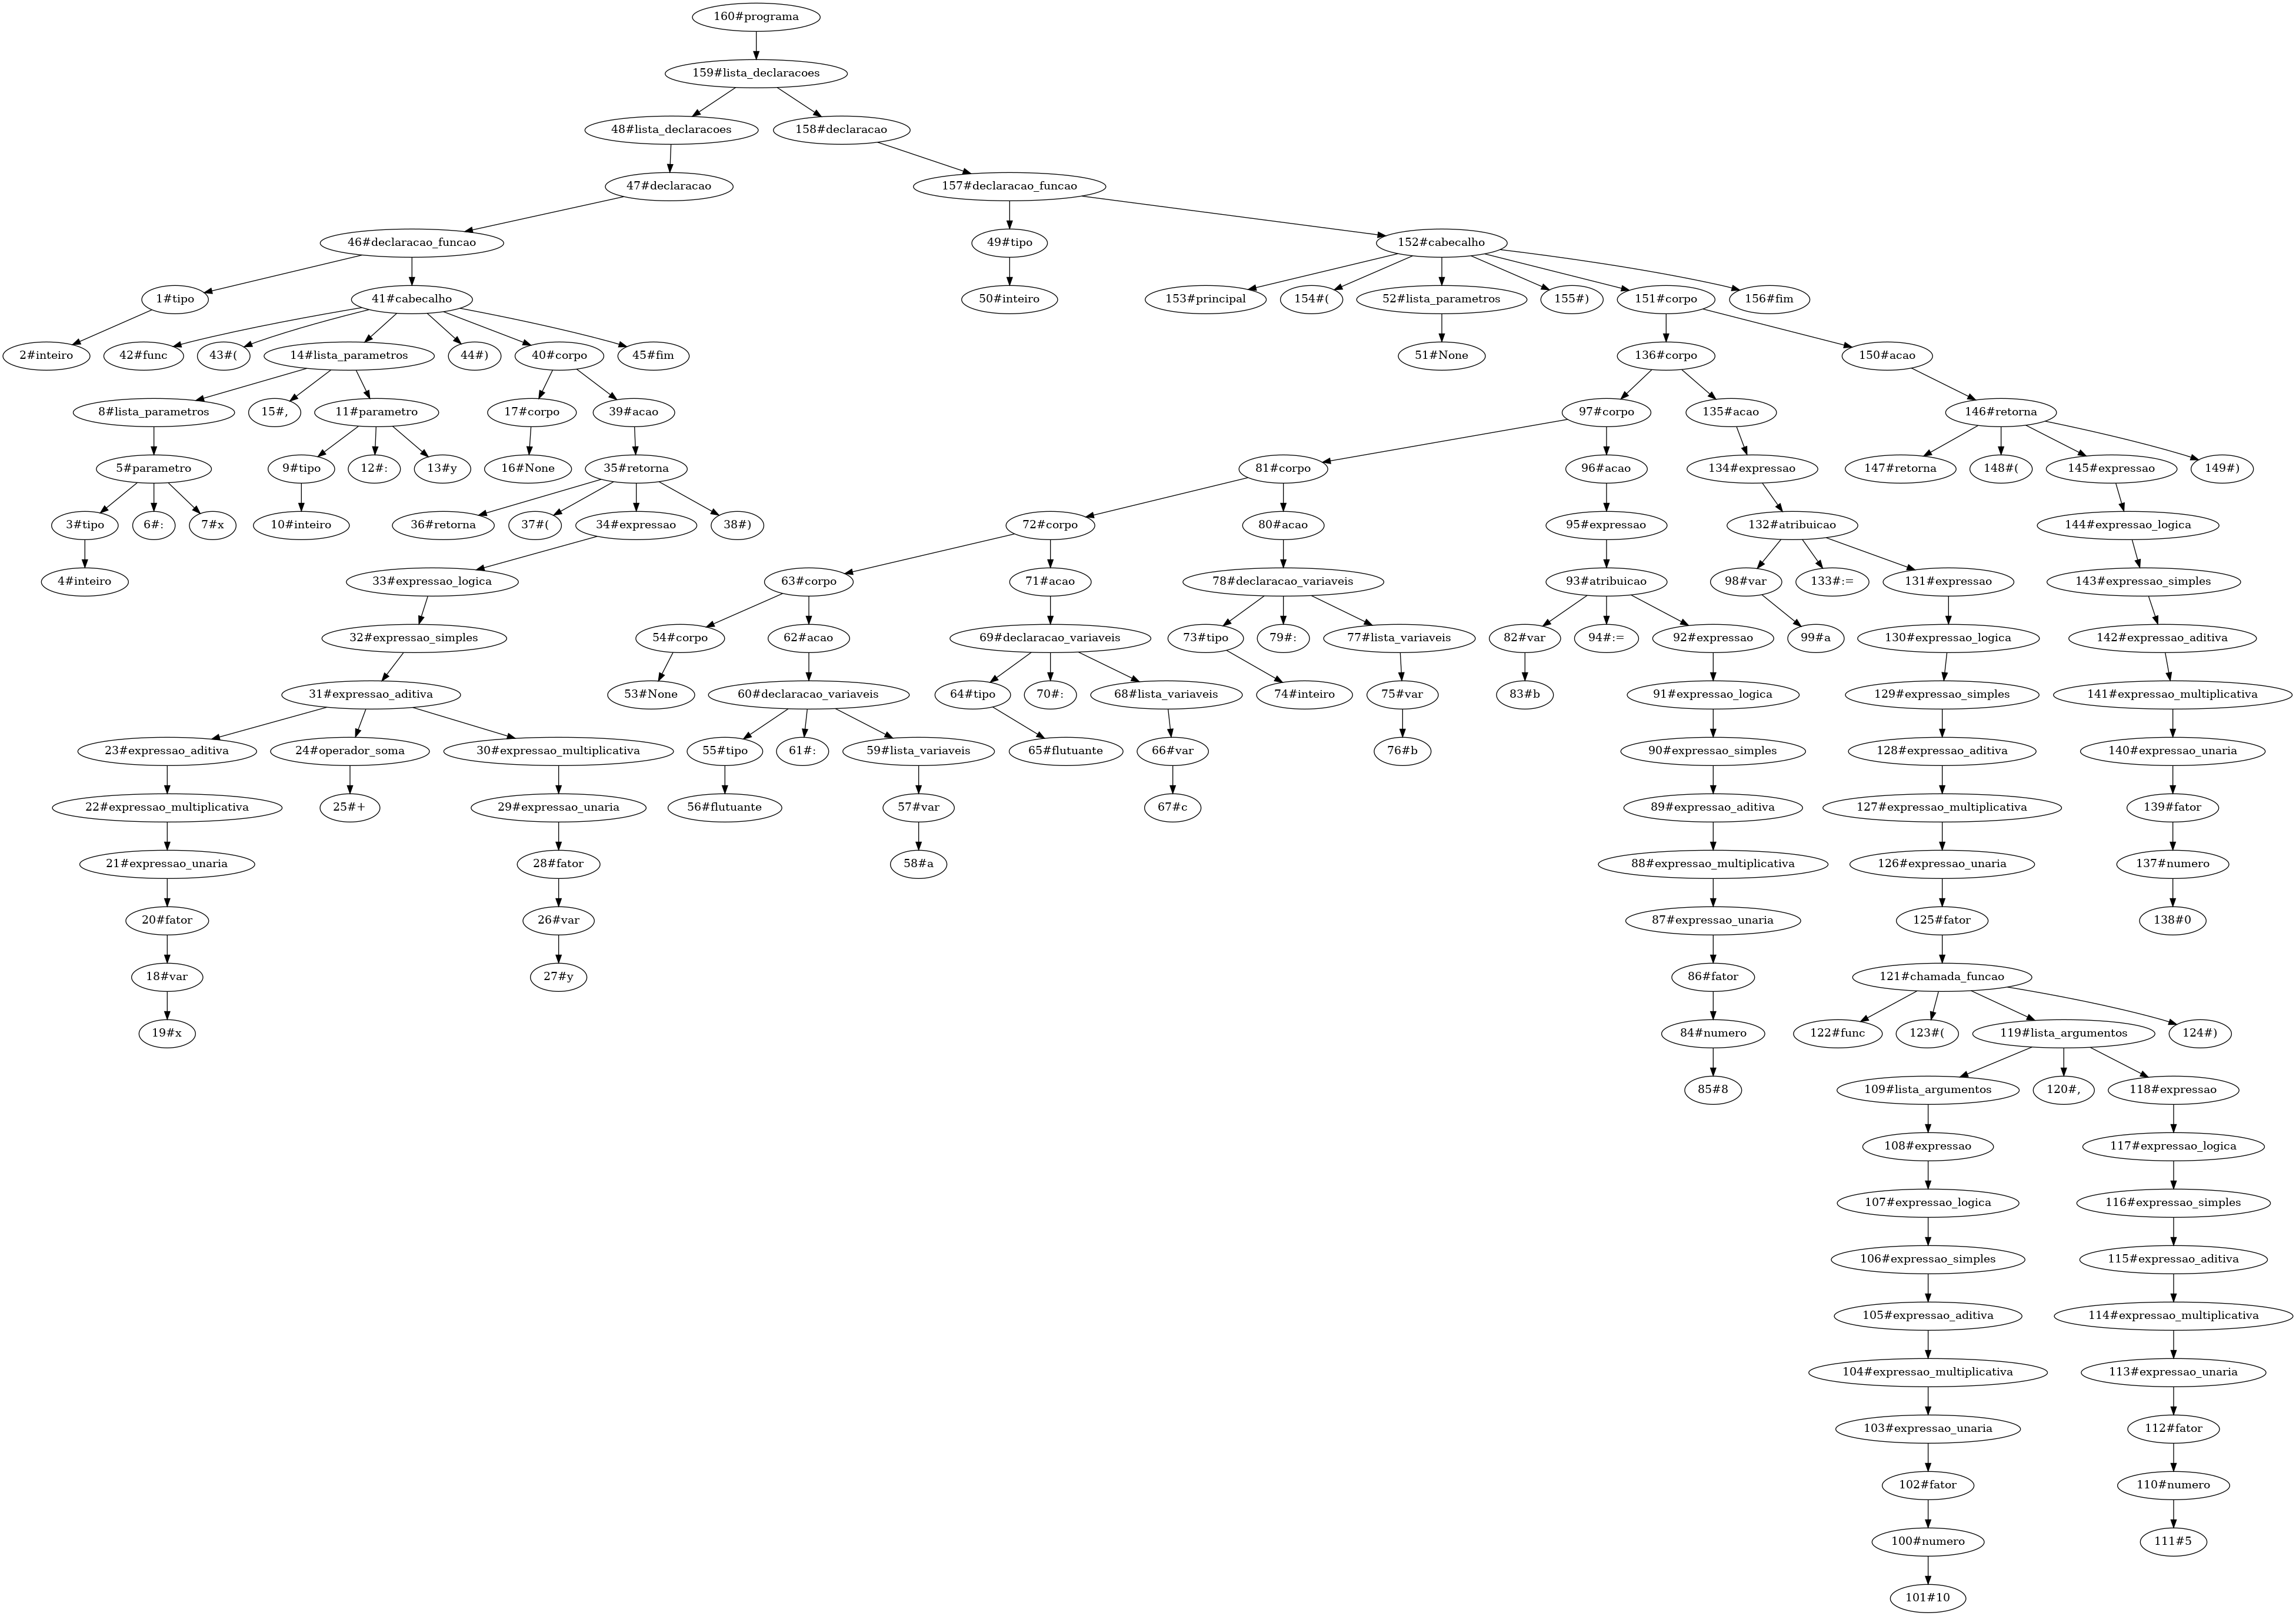 160#programa
159#lista_declaracoes
48#lista_declaracoes 158#declaracao
47#declaracao 157#declaracao_funcao
46#declaracao_funcao 49#tipo 152#cabecalho
1#tipo 41#cabecalho 50#inteiro 153#principal 154#( 52#lista_parametros 155#) 151#corpo 156#fim
2#inteiro 42#func 43#( 14#lista_parametros 44#) 40#corpo 45#fim 51#None 136#corpo 150#acao
8#lista_parametros 15#, 11#parametro 17#corpo 39#acao 97#corpo 135#acao 146#retorna
5#parametro 9#tipo 12#: 13#y 16#None 35#retorna 81#corpo 96#acao 134#expressao 147#retorna 148#( 145#expressao 149#)
3#tipo 6#: 7#x 10#inteiro 36#retorna 37#( 34#expressao 38#) 72#corpo 80#acao 95#expressao 132#atribuicao 144#expressao_logica
4#inteiro 33#expressao_logica 63#corpo 71#acao 78#declaracao_variaveis 93#atribuicao 98#var 133#:= 131#expressao 143#expressao_simples
32#expressao_simples 54#corpo 62#acao 69#declaracao_variaveis 73#tipo 79#: 77#lista_variaveis 82#var 94#:= 92#expressao 99#a 130#expressao_logica 142#expressao_aditiva
31#expressao_aditiva 53#None 60#declaracao_variaveis 64#tipo 70#: 68#lista_variaveis 74#inteiro 75#var 83#b 91#expressao_logica 129#expressao_simples 141#expressao_multiplicativa
23#expressao_aditiva 24#operador_soma 30#expressao_multiplicativa 55#tipo 61#: 59#lista_variaveis 65#flutuante 66#var 76#b 90#expressao_simples 128#expressao_aditiva 140#expressao_unaria
22#expressao_multiplicativa 25#+ 29#expressao_unaria 56#flutuante 57#var 67#c 89#expressao_aditiva 127#expressao_multiplicativa 139#fator
21#expressao_unaria 28#fator 58#a 88#expressao_multiplicativa 126#expressao_unaria 137#numero
20#fator 26#var 87#expressao_unaria 125#fator 138#0
18#var 27#y 86#fator 121#chamada_funcao
19#x 84#numero 122#func 123#( 119#lista_argumentos 124#)
85#8 109#lista_argumentos 120#, 118#expressao
108#expressao 117#expressao_logica
107#expressao_logica 116#expressao_simples
106#expressao_simples 115#expressao_aditiva
105#expressao_aditiva 114#expressao_multiplicativa
104#expressao_multiplicativa 113#expressao_unaria
103#expressao_unaria 112#fator
102#fator 110#numero
100#numero 111#5
101#10